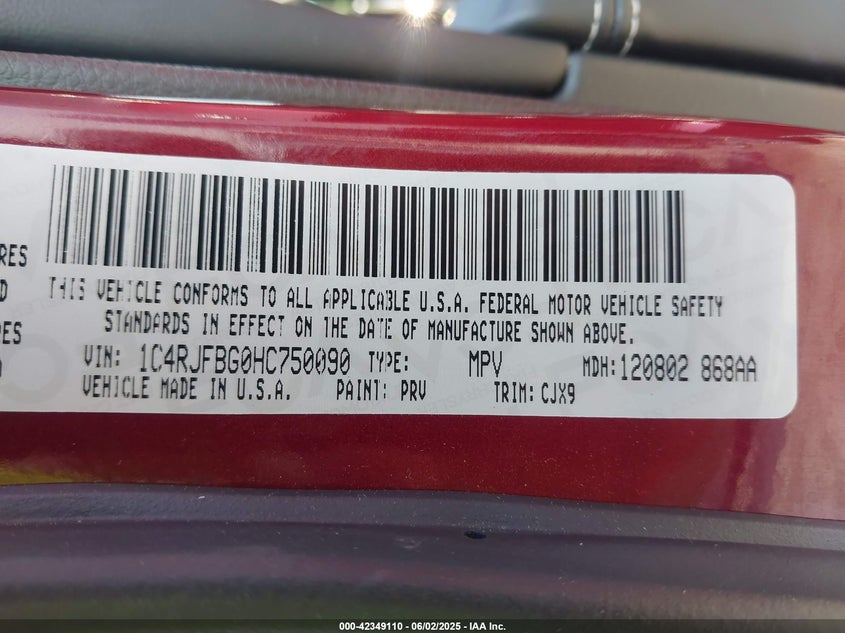 RES
THIS VEHICLE CONFORMS TO ALL APPLICABLE U.S.A. FEDERAL MOTOR VEHICLE SAFETY
STANDARDS IN EFFECT ON THE DATE OF MANUFACTURE SHOWN ABOVE.
D
RES
VIN: 1C4RJFBG0HC750090 TYPE: MPV MDH:120802 868AA
VEHICLE MADE IN U.S.A. PAINT: PRV TRIM: CJX9
000-42349110 - 06/02/2025 - IAA Inc.